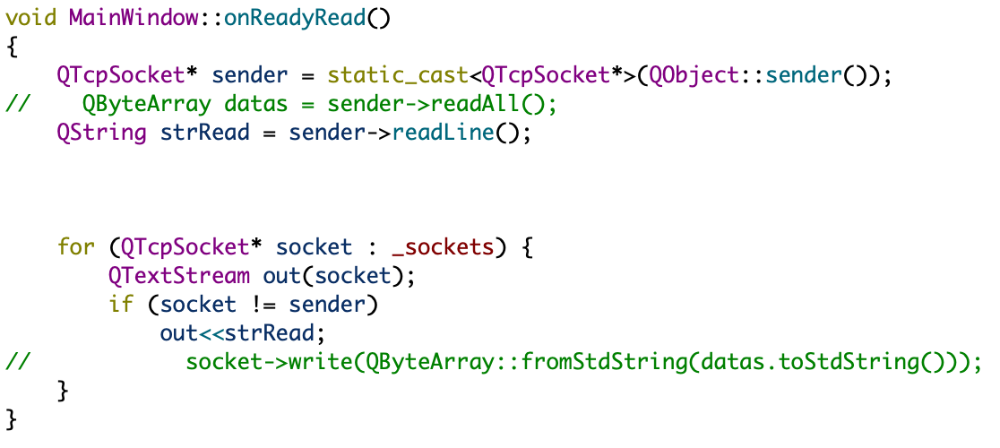 void MainWindow::onReadyRead()
{
    QTcpSocket* sender = static_cast<QTcpSocket*>(QObject::sender());
//    QByteArray datas = sender->readAll();
    QString strRead = sender->readLine();
    for (QTcpSocket* socket : _sockets) {
        QTextStream out(socket);
        if (socket != sender)
            out<<strRead;
//            socket->write(QByteArray::fromStdString(datas.toStdString()));
    }
}